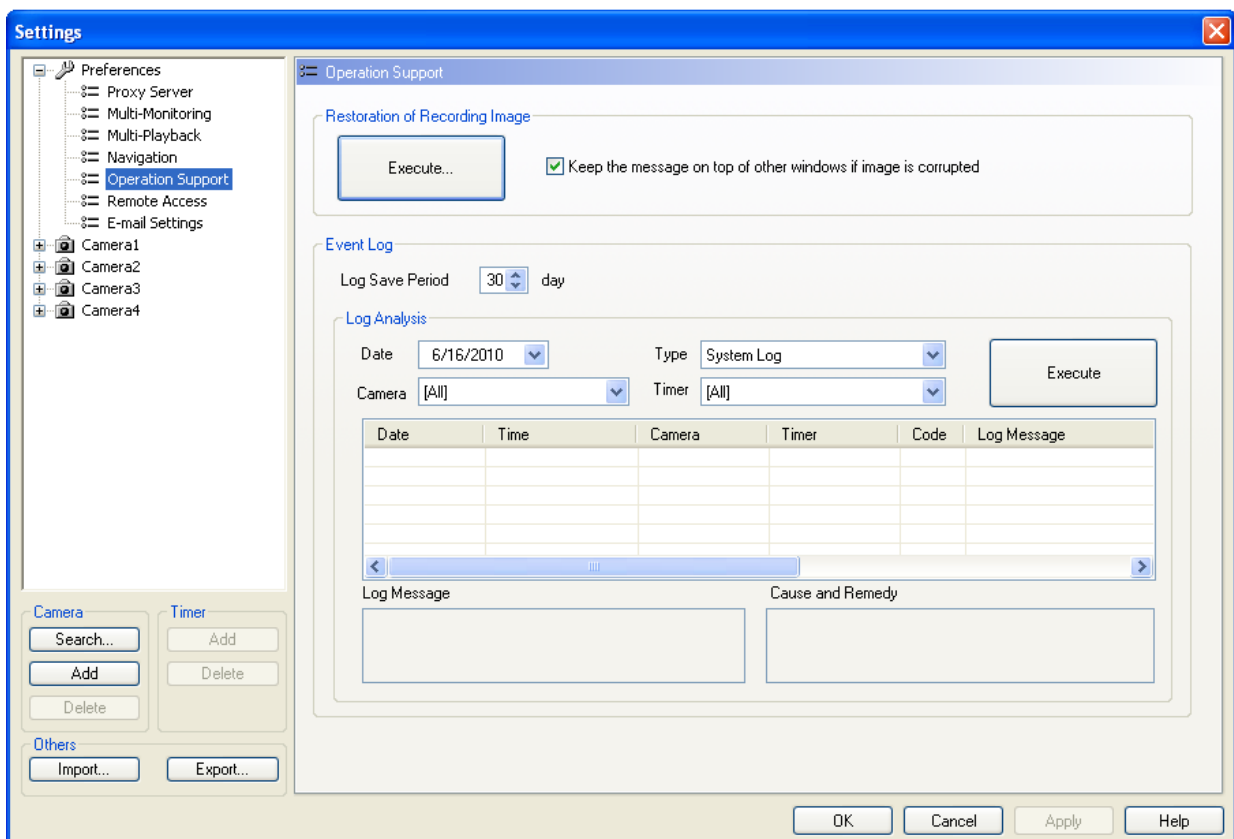 Settings
Preferences
Proxy Server
Multi-Monitoring
Multi-Playback
Navigation
Operation Support
Remote Access
E-mail Settings
Camera1
Camera2
Camera3
Camera4
Camera
Search...
Add
Delete
Timer
Add
Delete
Others
Import...
Export...
Operation Support
Restoration of Recording Image
Execute...
Keep the message on top of other windows if image is corrupted
Event Log
Log Save Period 30 day
Log Analysis
Date 6/16/2010 Type System Log
Execute
Camera [All] Timer [All]
Date Time Camera Timer Code Log Message
Log Message Cause and Remedy
OK Cancel Apply Help